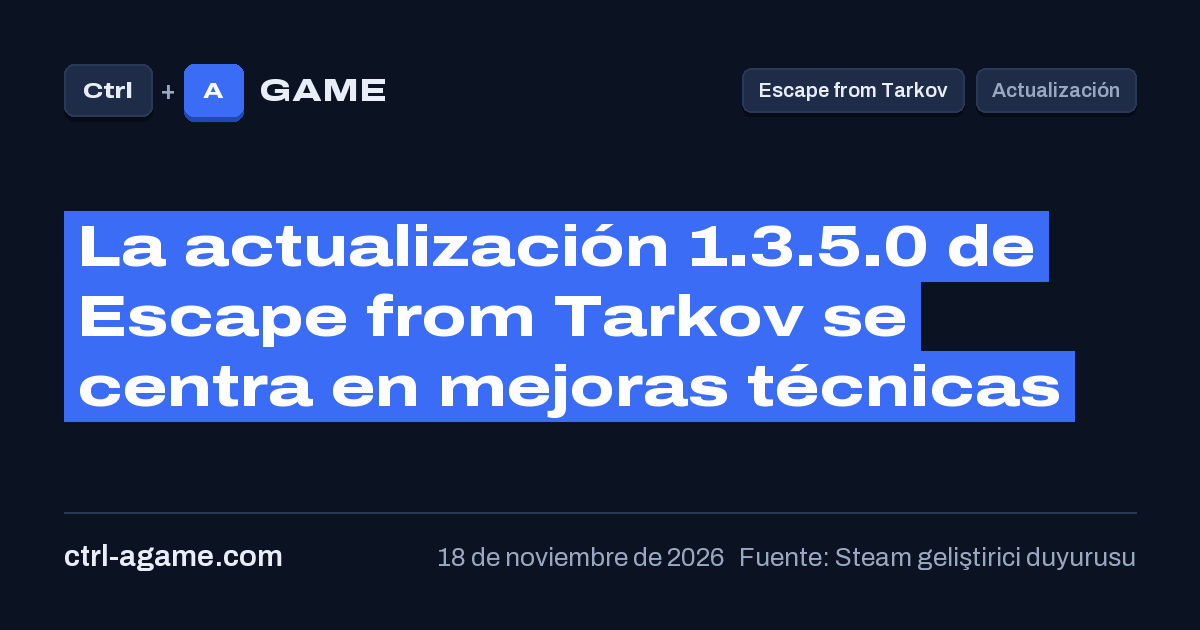 Ctrl + A GAME
Escape from Tarkov Actualización
La actualización 1.3.5.0 de
Escape from Tarkov se
centra en mejoras técnicas
ctrl-agame.com
18 de noviembre de 2026 Fuente: Steam geliştirici duyurusu